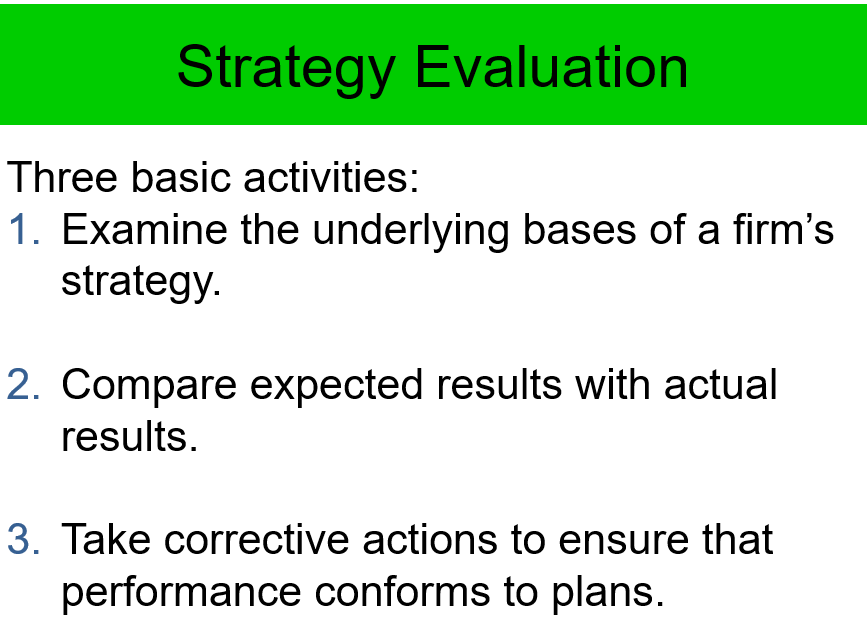 Strategy Evaluation
Three basic activities:
1. Examine the underlying bases of a firm’s
strategy.
2. Compare expected results with actual
results.
3. Take corrective actions to ensure that
performance conforms to plans.